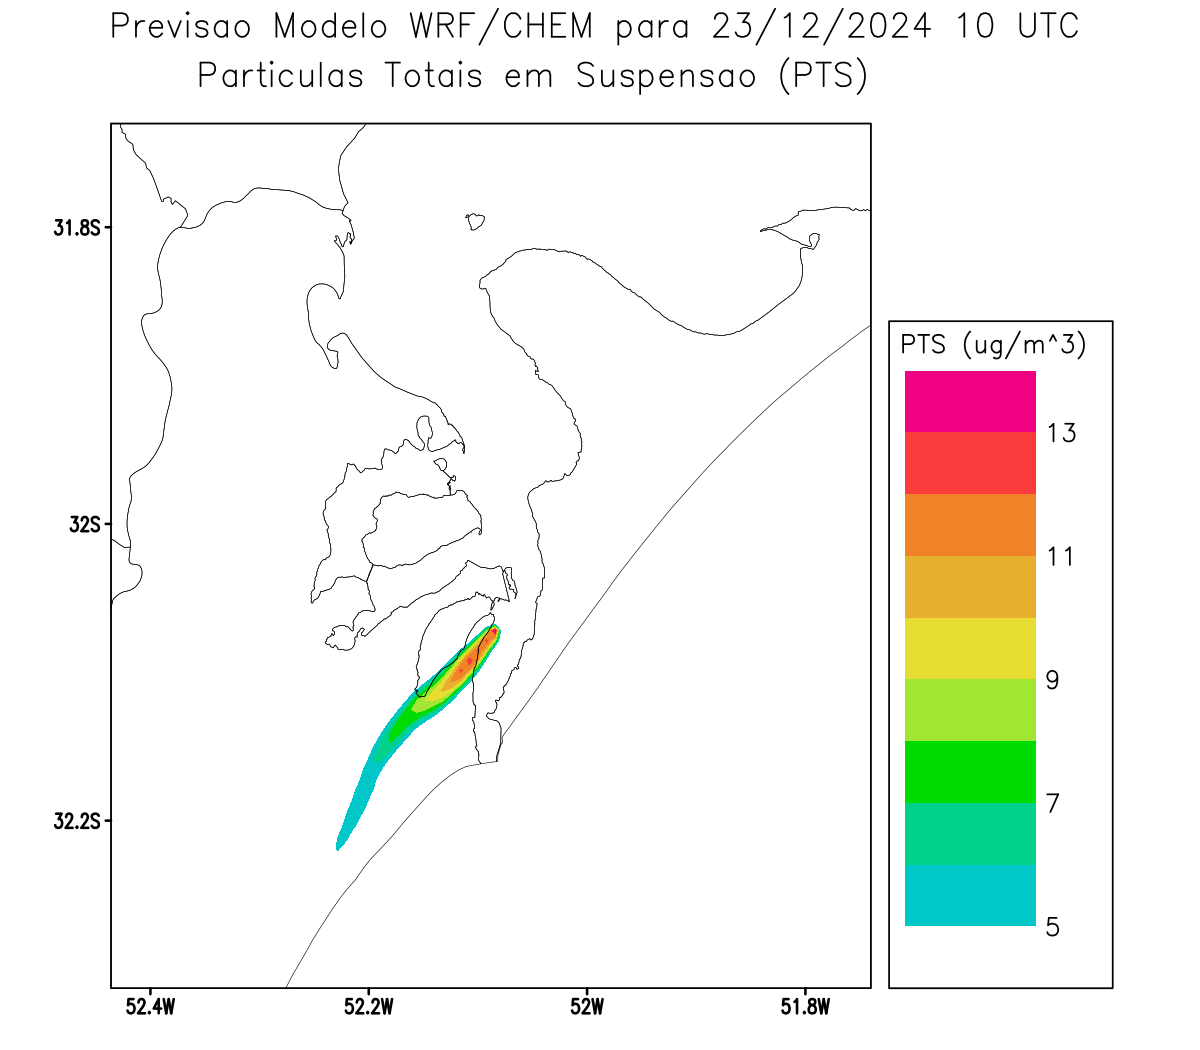 Previsao Modelo WRF/CHEM para 23/12/2024 10 UTC
Particulas Totais em Suspensao (PTS)
31.8S
32S
32.2S
52.4W
52.2W
52W
51.8W
PTS (ug/m^3)
13
11
9
7
5